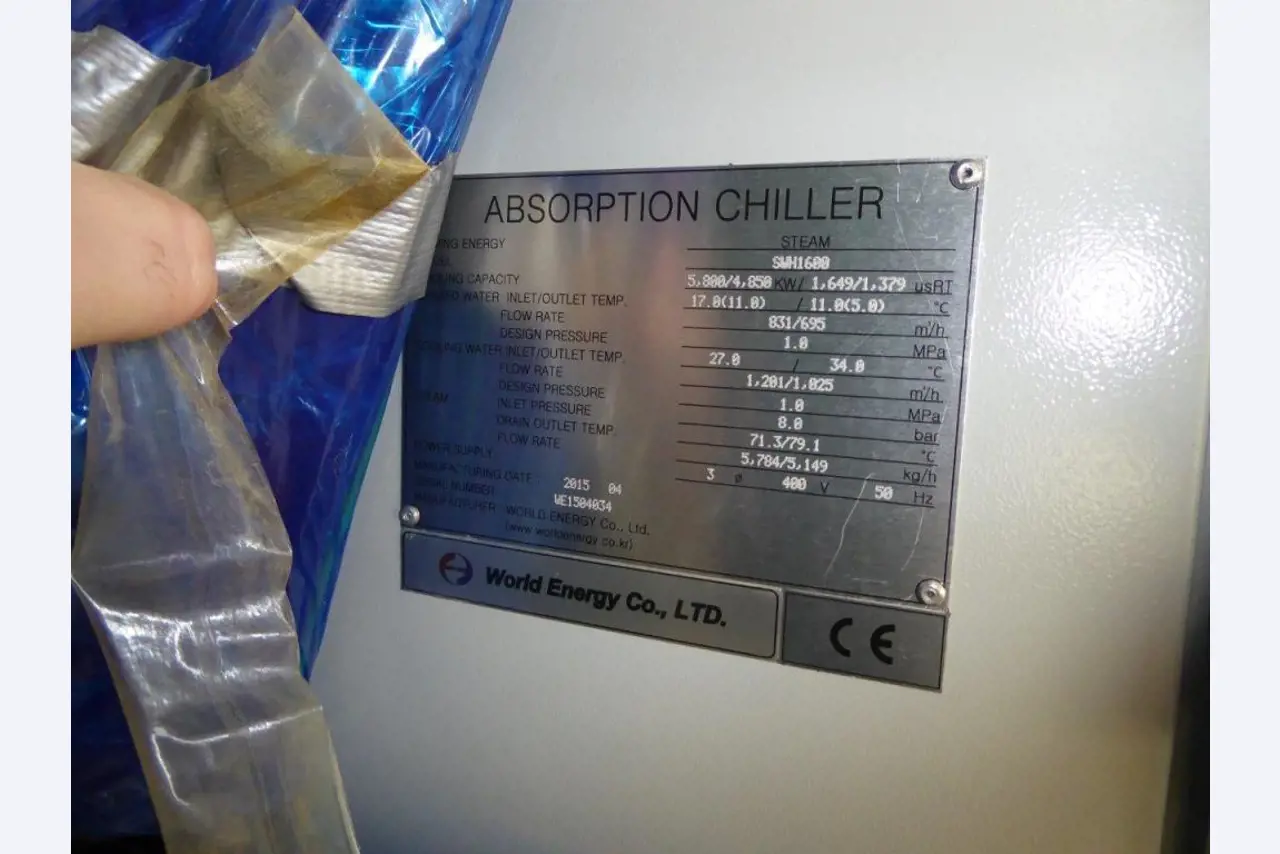 ABSORPTION CHILLER
ENERGY STEAM
SWH1600
CAPACITY 5,800/4,850 KW/ 1,649/1,379 usRT
WATER INLET/OUTLET TEMP. 17.0(11.0) / 11.0(5.0) °C
FLOW RATE 831/695 m³/h
DESIGN PRESSURE 1.0 MPa
WATER INLET/OUTLET TEMP. 27.0 / 34.0 °C
FLOW RATE 1,201/1,025 m³/h
DESIGN PRESSURE 1.0 MPa
INLET PRESSURE 8.0 bar
DRAIN OUTLET TEMP. 71.3/79.1 °C
FLOW RATE 5,784/5,149 kg/h
POWER SUPPLY 3 ø 400 V 50 Hz
MANUFACTURING DATE : 2015 04
SERIAL NUMBER WE1504034
MANUFACTURER : WORLD ENERGY Co., Ltd.
(www.worldenergy.co.kr)
World Energy Co., LTD.
CE